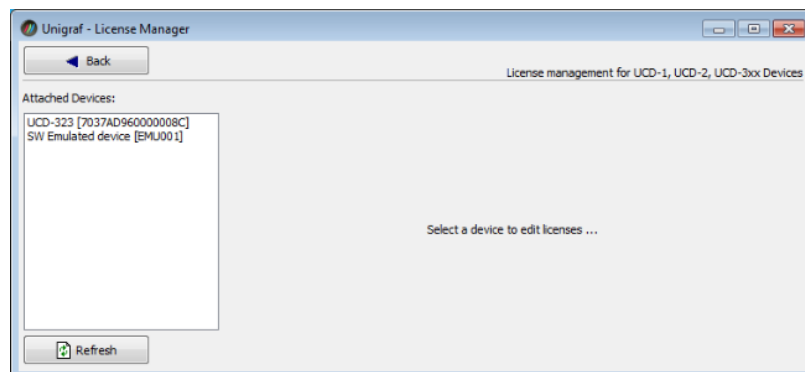 Unigraf - License Manager
Back
License management for UCD-1, UCD-2, UCD-3xx Devices
Attached Devices:
UCD-323 [7037AD960000008C]
SW Emulated device [EMU001]
Select a device to edit licenses ...
Refresh